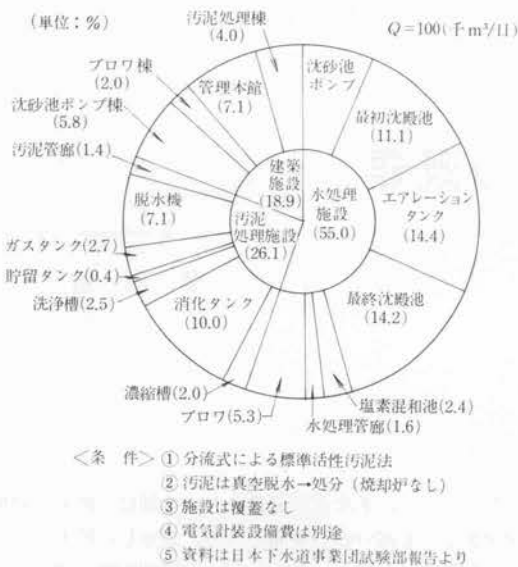 (単位：%)
Q=100(千m³/日)
汚泥処理棟
(4.0)
沈砂池
ポンプ
ブロワ棟
(2.0)
管理本館
(7.1)
最初沈殿池
(11.1)
沈砂池ポンプ棟
(5.8)
汚泥管廊(1.4)
建築
施設
(18.9)
水処理
施設
(55.0)
エアレーション
タンク
(14.4)
脱水機
(7.1)
汚泥
処理施設
(26.1)
ガスタンク(2.7)
貯留タンク(0.4)
洗浄槽(2.5)
消化タンク
(10.0)
最終沈殿池
(14.2)
濃縮槽(2.0)
ブロワ(5.3)
塩素混和池(2.4)
水処理管廊(1.6)
＜条　件＞ ① 分流式による標準活性汚泥法
② 汚泥は真空脱水→処分（焼却炉なし）
③ 施設は覆蓋なし
④ 電気計装設備費は別途
⑤ 資料は日本下水道事業団試験部報告より